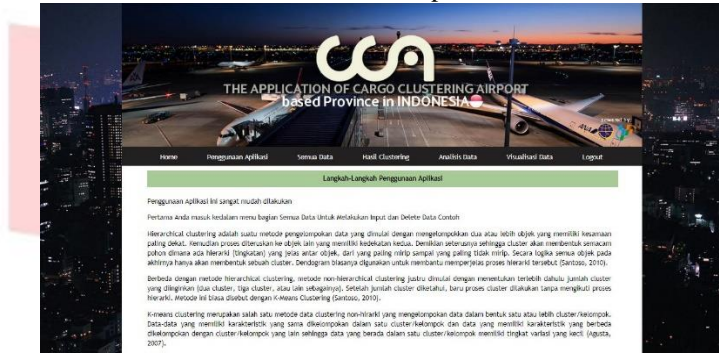 CCA
THE APPLICATION OF CARGO CLUSTERING AIRPORT
based Province in INDONESIA
ANA
Home Penggunaan Aplikasi Semua Data Hasil Clustering Analisis Data Visualisasi Data Logout
Langkah-Langkah Penggunaan Aplikasi
Penggunaan Aplikasi ini sangat mudah dilakukan
Pertama Anda masuk kedalam menu bagian Semua Data Untuk Melakukan Input dan Delete Data Contoh
Hierarchical clustering adalah suatu metode pengelompokan data yang dimulai dengan mengelompokkan dua atau lebih objek yang memiliki kesamaan
paling dekat. Kemudian proses diteruskan ke objek lain yang memiliki kedekatan kedua. Demikian seterusnya sehingga cluster akan membentuk semacam
pohon dimana ada hierarki (tingkatan) yang jelas antar objek, dari yang paling mirip sampai yang paling tidak mirip. Secara logika semua objek pada
akhirnya hanya akan membentuk sebuah cluster. Dendogram biasanya digunakan untuk membantu memperjelas proses hierarki tersebut (Santoso, 2010).
Berbeda dengan metode hierarchical clustering, metode non-hierarchical clustering justru dimulai dengan menentukan terlebih dahulu jumlah cluster
yang diinginkan (dua cluster, tiga cluster, atau lain sebagainya). Setelah jumlah cluster diketahui, baru proses cluster dilakukan tanpa mengikuti proses
hierarki. Metode ini biasa disebut dengan K-Means Clustering (Santoso, 2010).
K-means clustering merupakan salah satu metode data clustering non-hirarki yang mengelompokan data dalam bentuk satu atau lebih cluster/kelompok.
Data-data yang memiliki karakteristik yang sama dikelompokan dalam satu cluster/kelompok dan data yang memiliki karakteristik yang berbeda
dikelompokan dengan cluster/kelompok yang lain sehingga data yang berada dalam satu cluster/kelompok memiliki tingkat variasi yang kecil (Agusta,
2007).